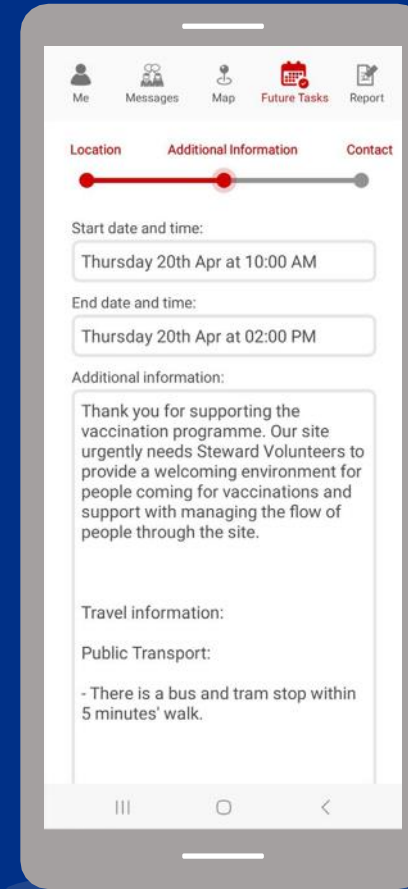 Me Messages Map Future Tasks Report
Location Additional Information Contact
Start date and time:
Thursday 20th Apr at 10:00 AM
End date and time:
Thursday 20th Apr at 02:00 PM
Additional information:
Thank you for supporting the
vaccination programme. Our site
urgently needs Steward Volunteers to
provide a welcoming environment for
people coming for vaccinations and
support with managing the flow of
people through the site.
Travel information:
Public Transport:
- There is a bus and tram stop within
5 minutes' walk.